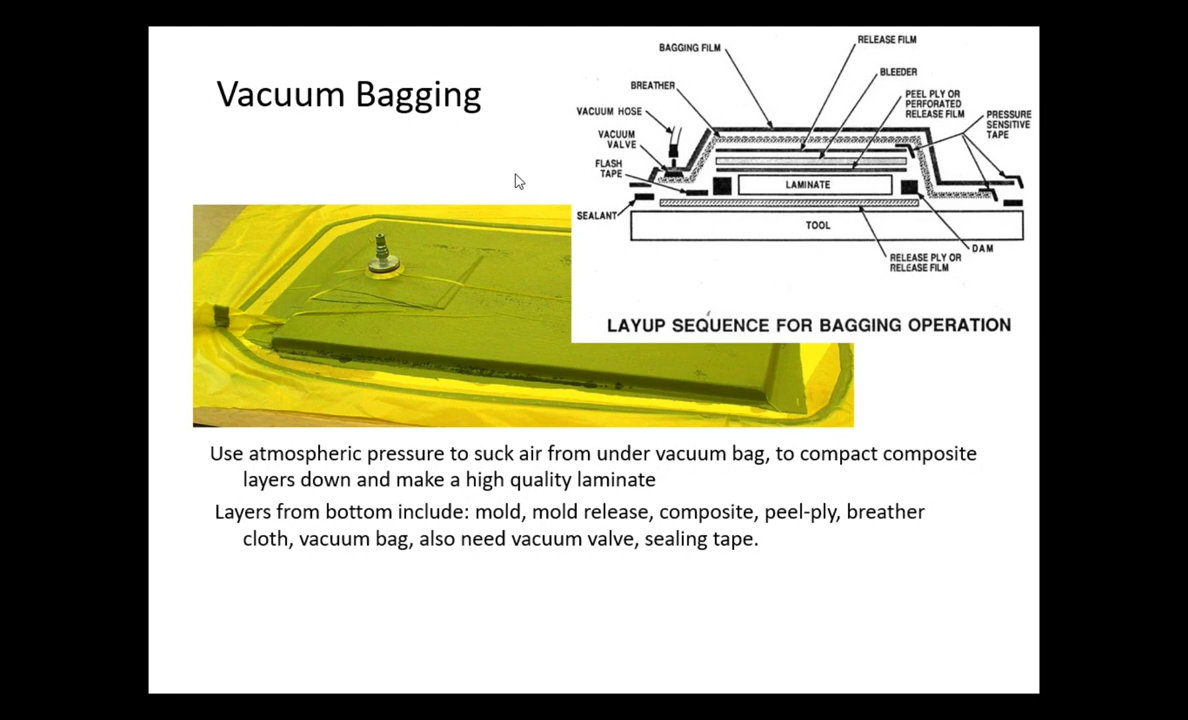 Vacuum Bagging
BAGGING FILM
RELEASE FILM
BLEEDER
BREATHER
PEEL PLY OR
PERFORATED
RELEASE FILM
VACUUM HOSE
PRESSURE
SENSITIVE
TAPE
VACUUM
VALVE
FLASH
TAPE
LAMINATE
SEALANT
TOOL
DAM
RELEASE PLY OR
RELEASE FILM
LAYUP SEQUENCE FOR BAGGING OPERATION
Use atmospheric pressure to suck air from under vacuum bag, to compact composite
layers down and make a high quality laminate
Layers from bottom include: mold, mold release, composite, peel-ply, breather
cloth, vacuum bag, also need vacuum valve, sealing tape.